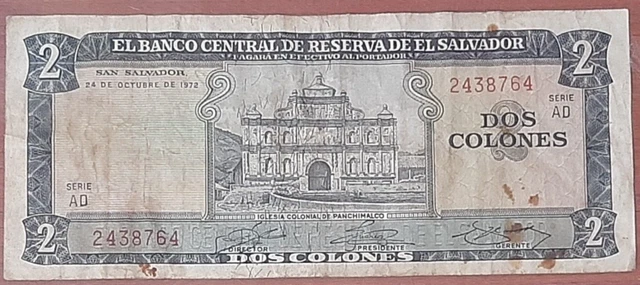 2
EL BANCO CENTRAL DE RESERVA DE EL SALVADOR
2
PAGARÁ EN EFECTIVO AL PORTADOR
SAN SALVADOR,
24 DE OCTUBRE DE 1972
2438764
SERIE
AD
DOS
COLONES
SERIE
AD
IGLESIA COLONIAL DE PANCHIMALCO
2
2438764
DIRECTOR
PRESIDENTE
GERENTE
2
DOS COLONES